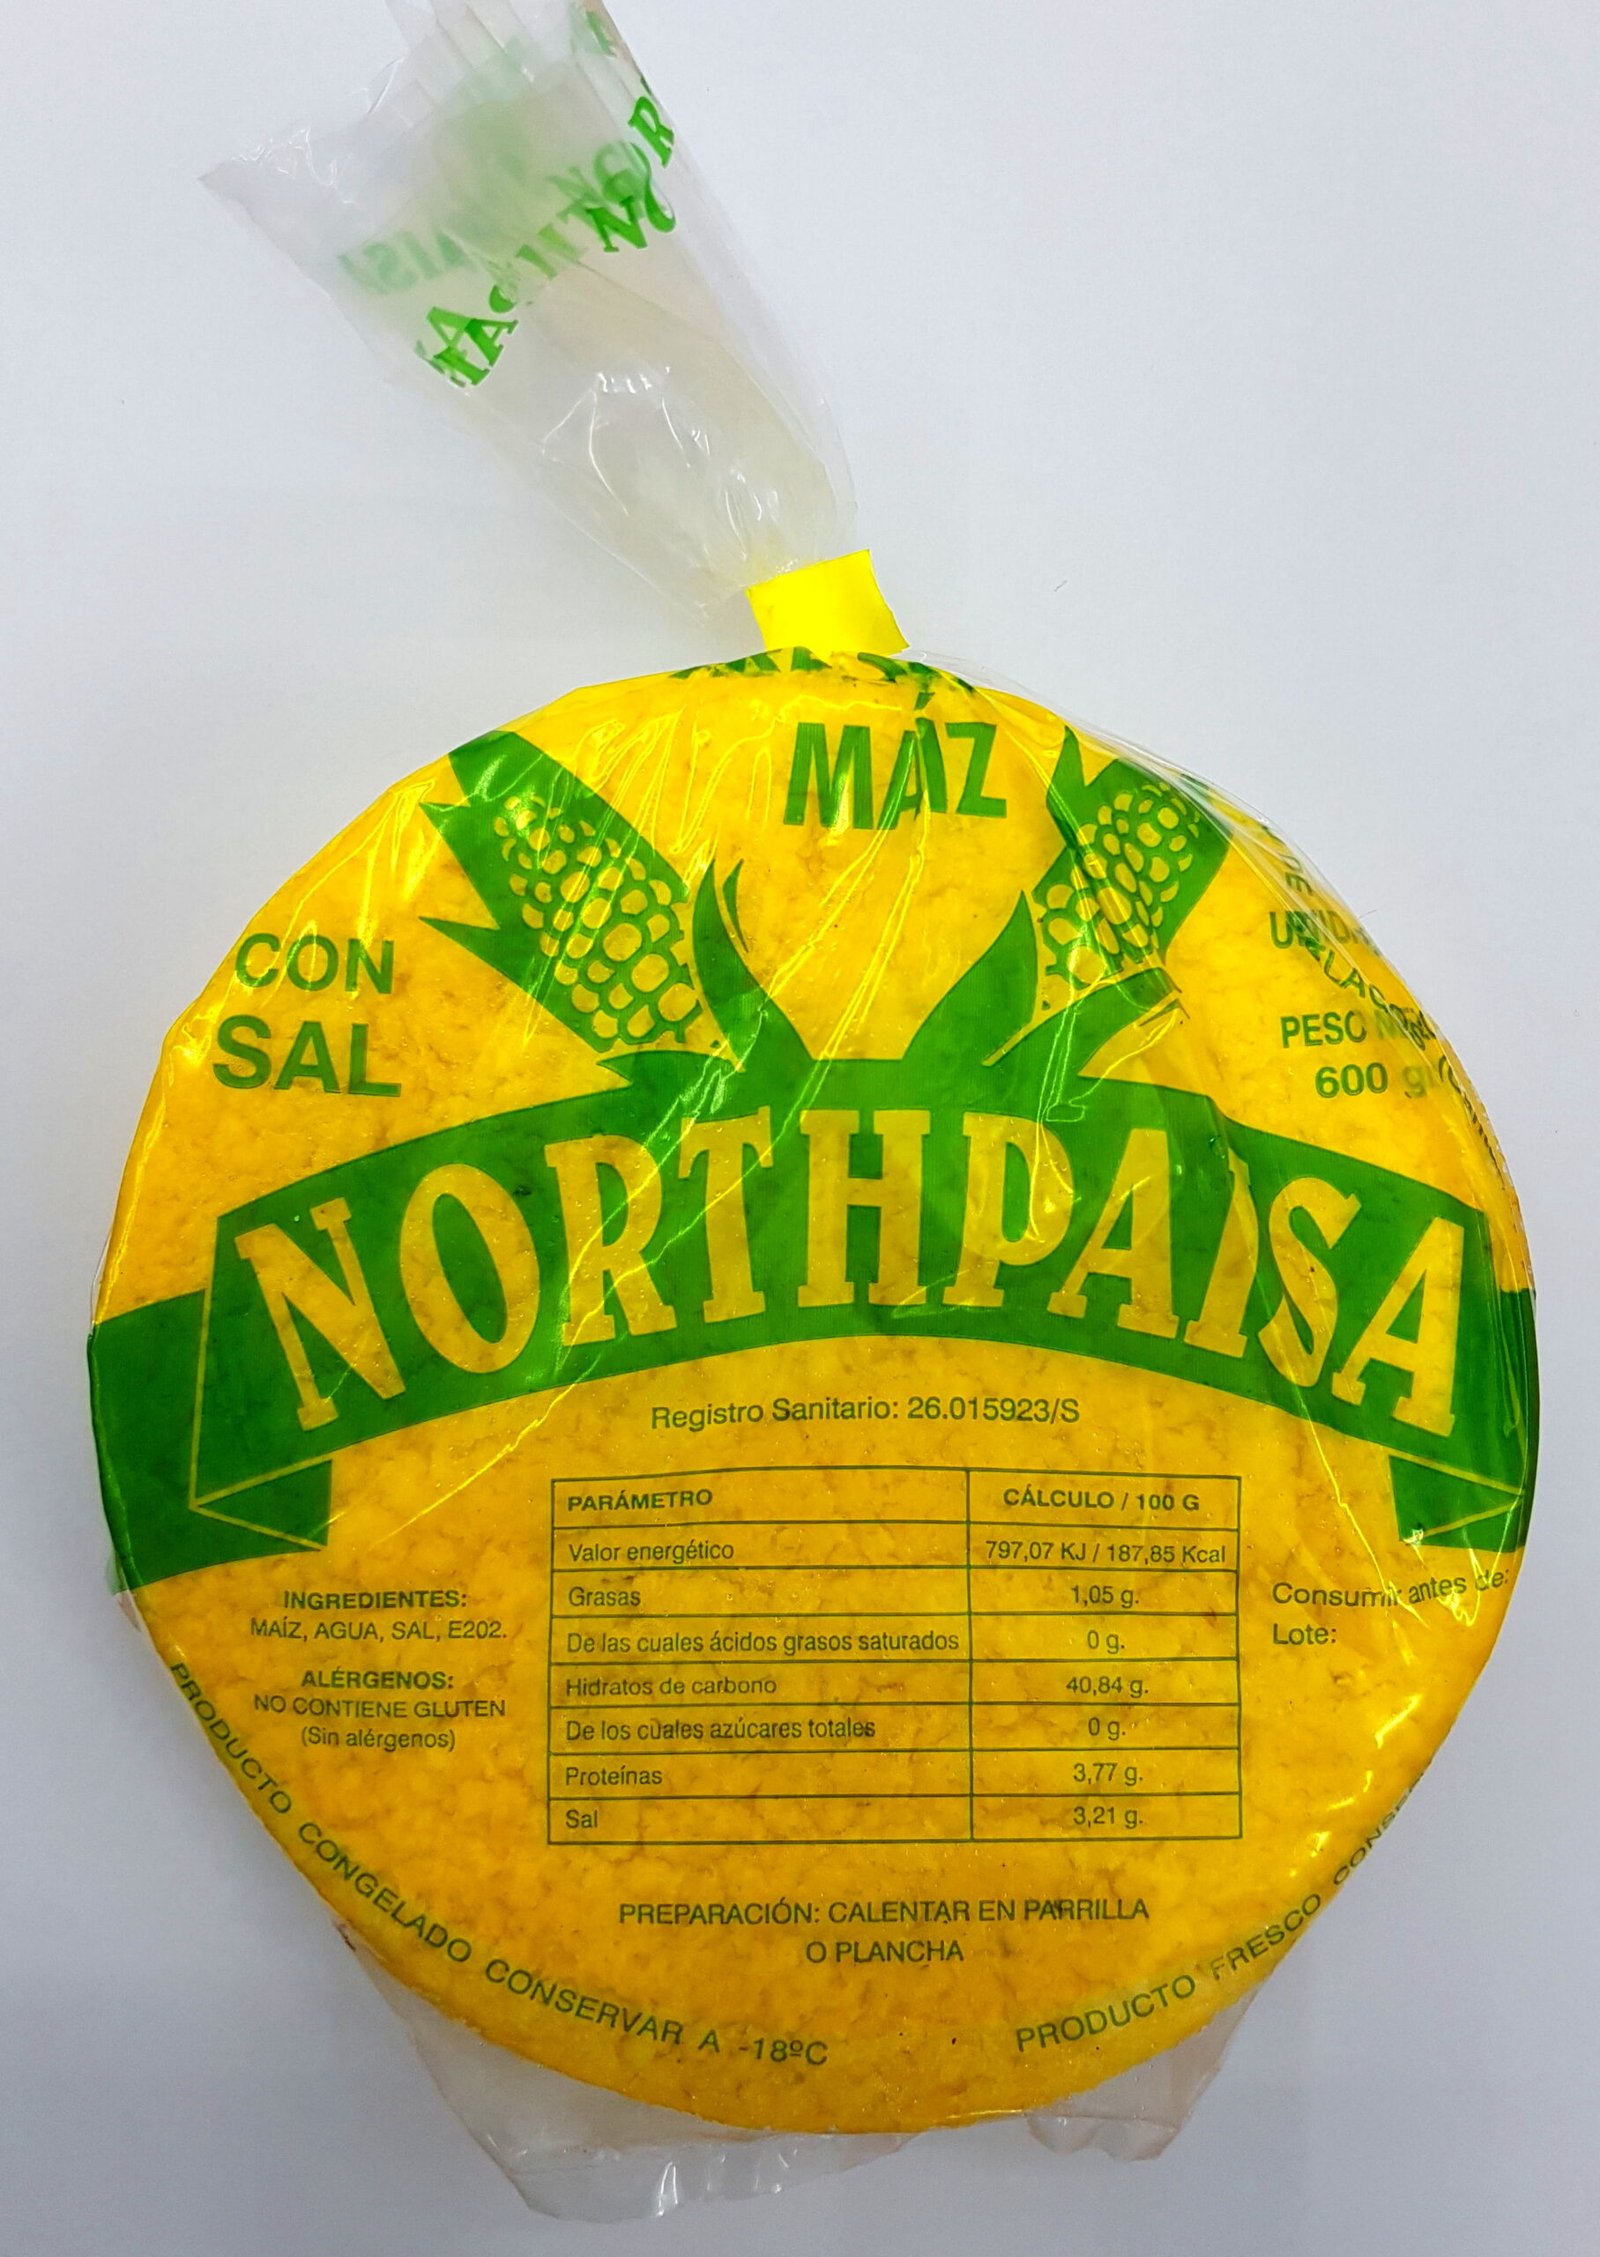 MAÍZ
CON
SAL
PESO
600 gr
NORTHPAISA
Registro Sanitario: 26.015923/S
PARÁMETRO CÁLCULO / 100 G
Valor energético 797,07 KJ / 187,85 Kcal
Grasas 1,05 g.
De las cuales ácidos grasos saturados 0 g.
Hidratos de carbono 40,84 g.
De los cuales azúcares totales 0 g.
Proteínas 3,77 g.
Sal 3,21 g.
INGREDIENTES:
MAÍZ, AGUA, SAL, E202.
ALÉRGENOS:
NO CONTIENE GLUTEN
(Sin alérgenos)
Consumir antes de:
Lote:
PREPARACIÓN: CALENTAR EN PARRILLA
O PLANCHA
PRODUCTO CONGELADO CONSERVAR A -18ºC
PRODUCTO FRESCO